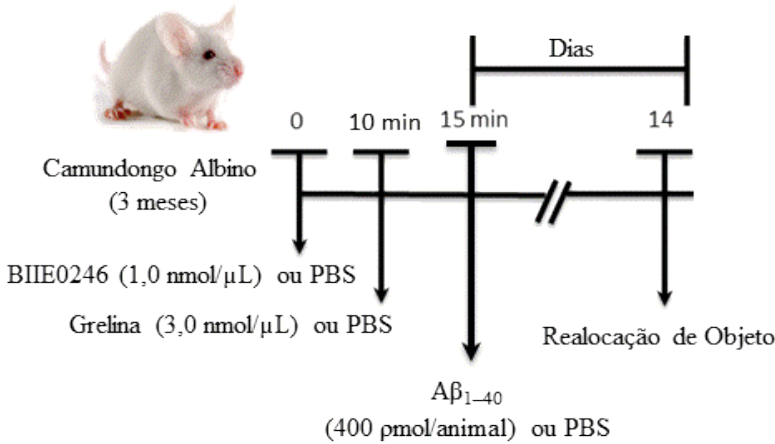 Dias
0
10 min
15 min
14
Camundongo Albino
(3 meses)
BIIE0246 (1,0 nmol/µL) ou PBS
Grelina (3,0 nmol/µL) ou PBS
Realocação de Objeto
Aβ1–40
(400 ρmol/animal) ou PBS